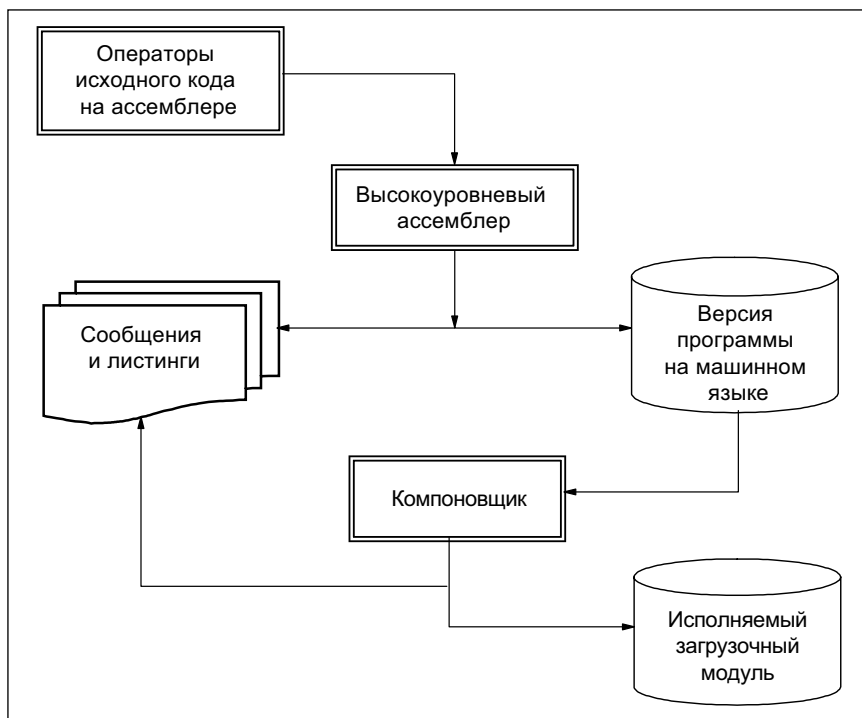 Операторы
исходного кода
на ассемблере
Высокоуровневый
ассемблер
Сообщения
и листинги
Версия
программы
на машинном
языке
Компоновщик
Исполняемый
загрузочный
модуль